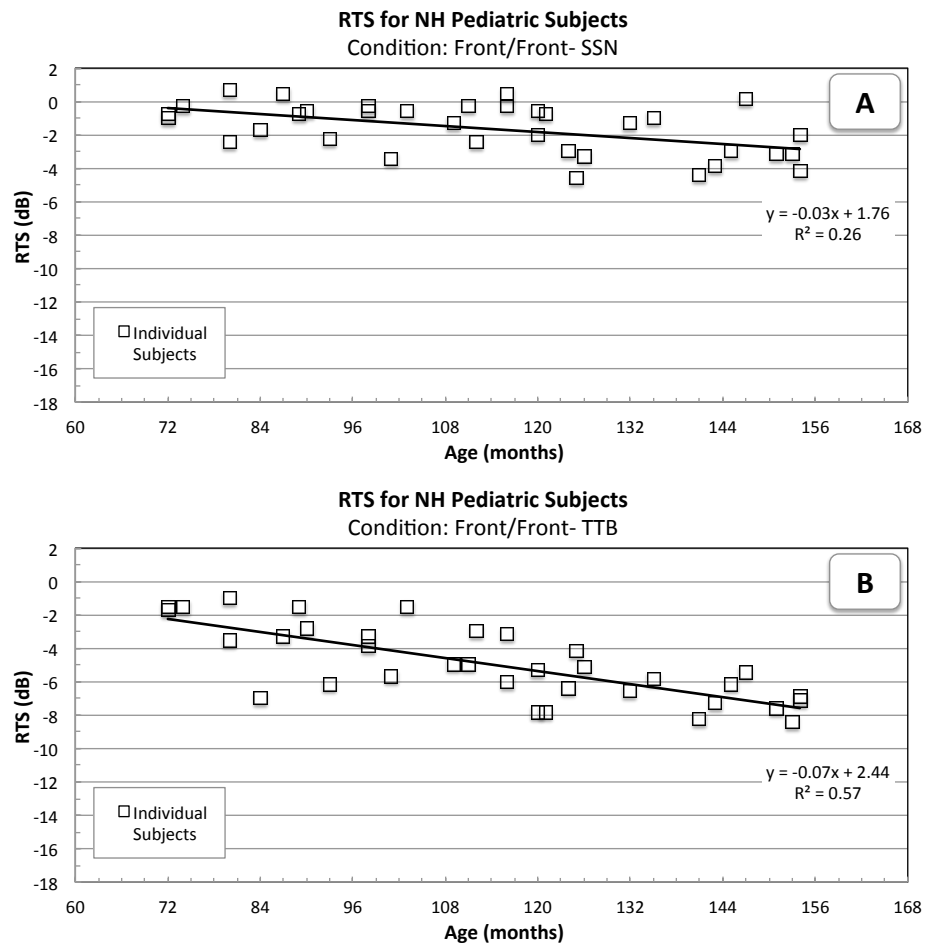 RTS for NH Pediatric Subjects
Condition: Front/Front- SSN
A
2
0
-2
-4
-6
-8
-10
-12
-14
-16
-18
RTS (dB)
y = -0.03x + 1.76
R² = 0.26
Individual
Subjects
60 72 84 96 108 120 132 144 156 168
Age (months)
RTS for NH Pediatric Subjects
Condition: Front/Front- TTB
B
2
0
-2
-4
-6
-8
-10
-12
-14
-16
-18
RTS (dB)
y = -0.07x + 2.44
R² = 0.57
Individual
Subjects
60 72 84 96 108 120 132 144 156 168
Age (months)